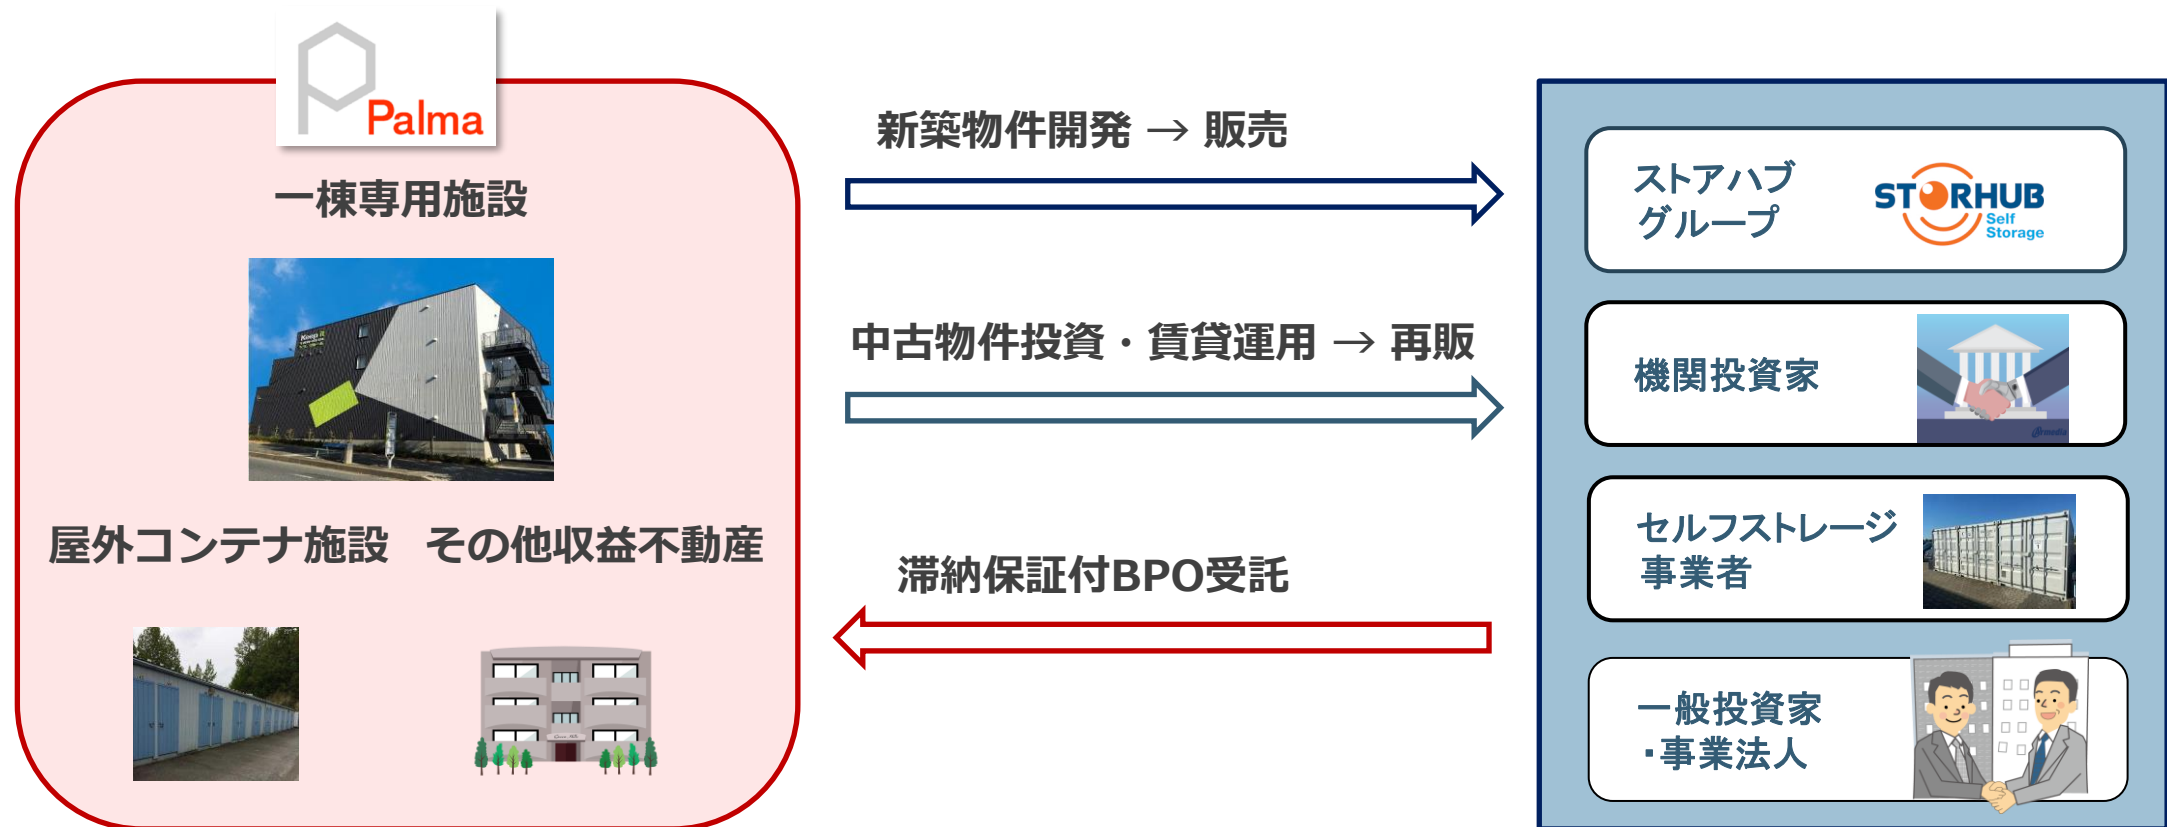 Palma
一棟専用施設
Keep It
屋外コンテナ施設 その他収益不動産
新築物件開発 → 販売
中古物件投資・賃貸運用 → 再販
滞納保証付BPO受託
ストアハブ
グループ
STORHUB
Self
Storage
機関投資家
セルフストレージ
事業者
一般投資家
・事業法人